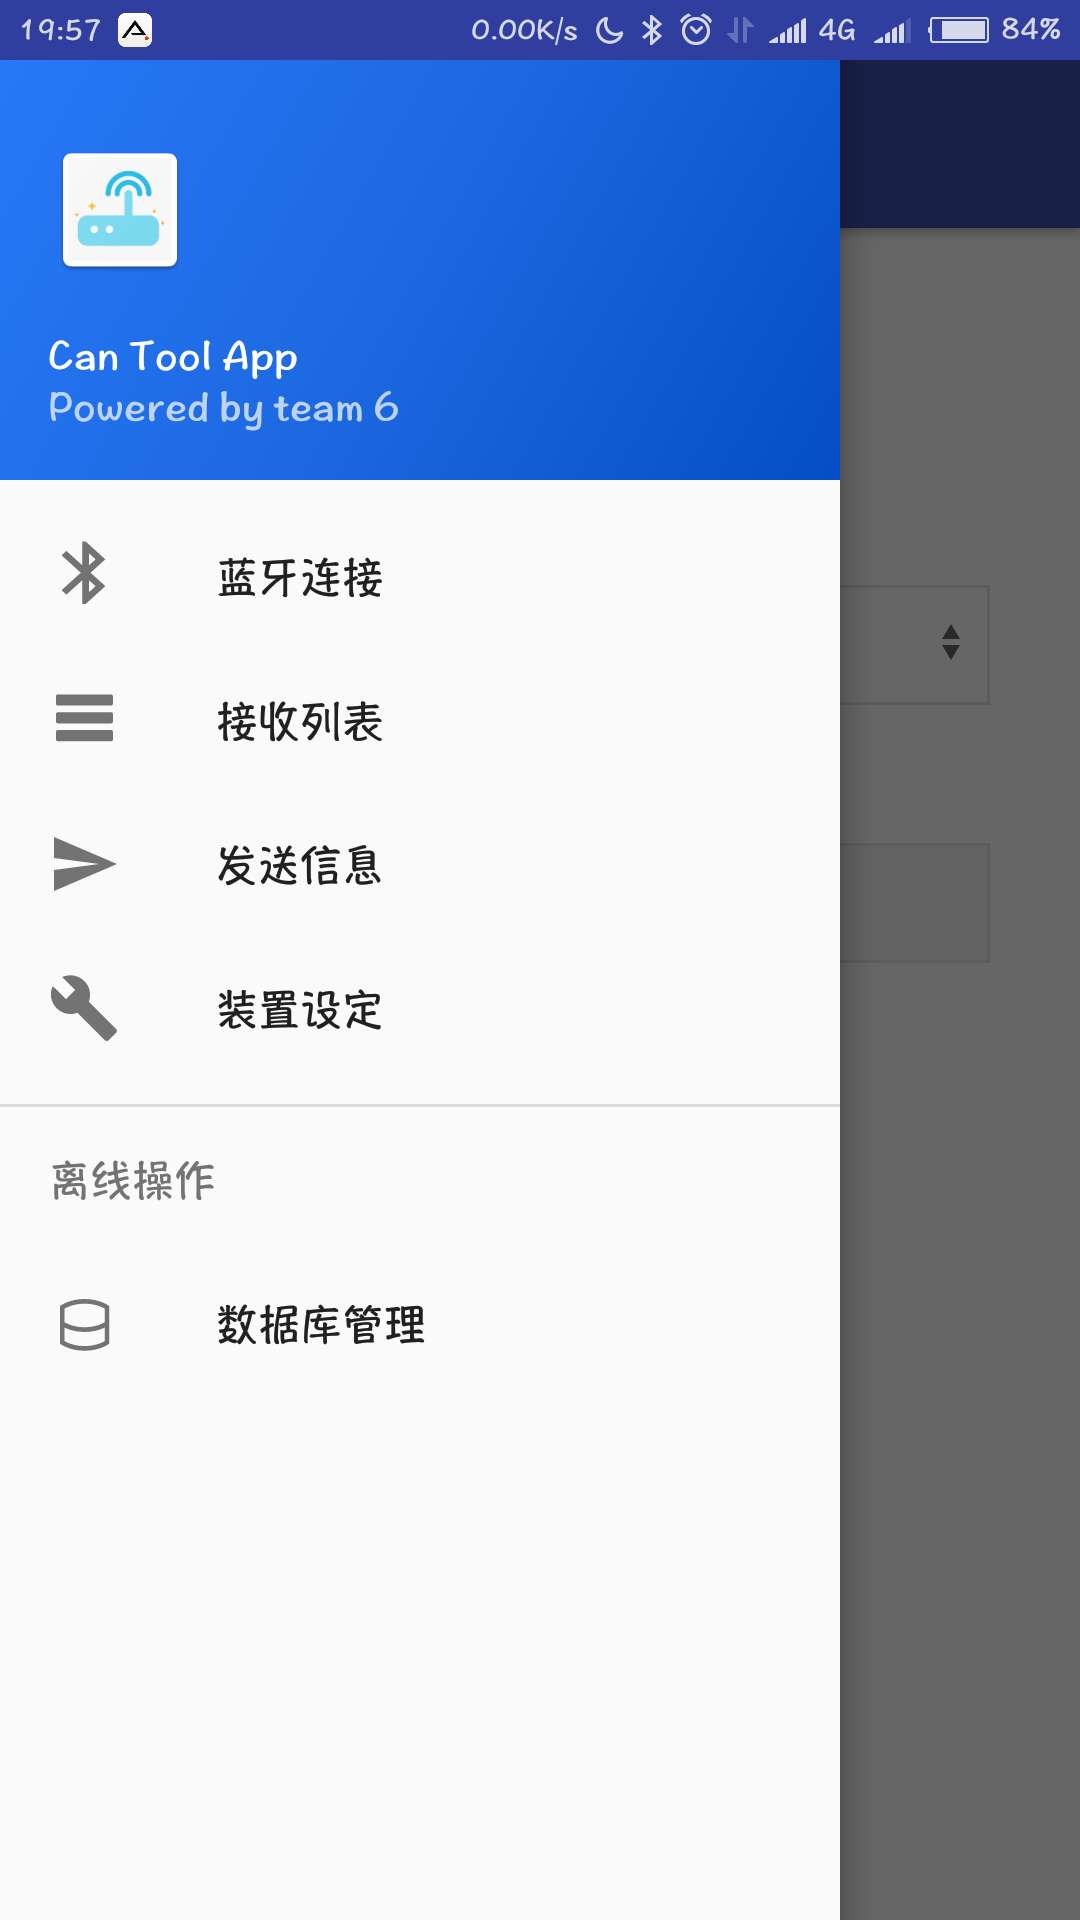 19:57 0.00K/s 4G 84%
Can Tool App
Powered by team 6
蓝牙连接
接收列表
发送信息
装置设定
离线操作
数据库管理